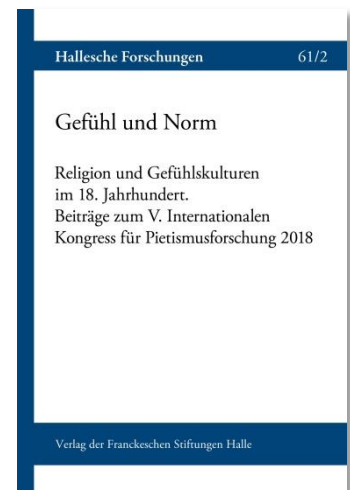 Hallesche Forschungen 61/2
Gefühl und Norm
Religion und Gefühlskulturen
im 18. Jahrhundert.
Beiträge zum V. Internationalen
Kongress für Pietismusforschung 2018
Verlag der Franckeschen Stiftungen Halle